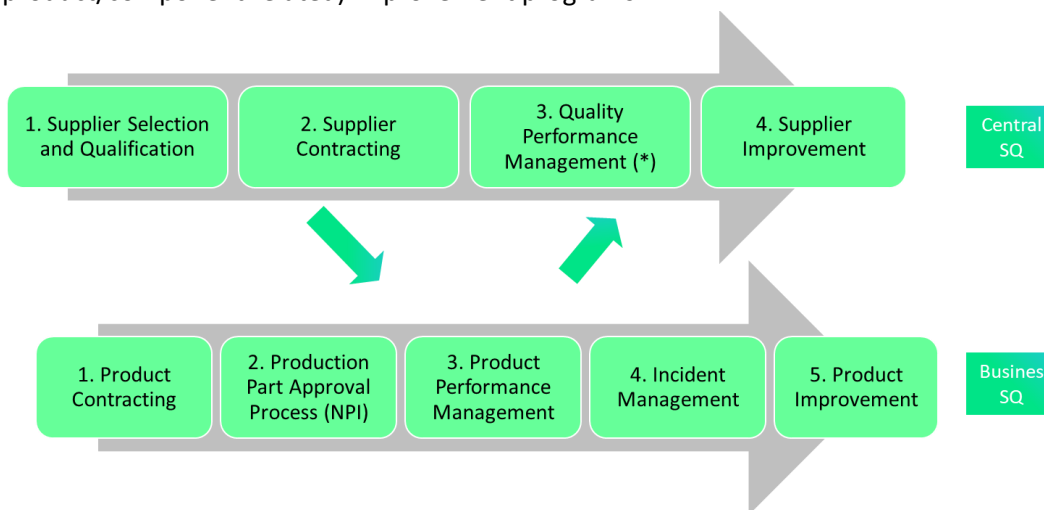 1. Supplier Selection
and Qualification
2. Supplier
Contracting
3. Quality
Performance
Management (*)
4. Supplier
Improvement
Central
SQ
1. Product
Contracting
2. Production
Part Approval
Process (NPI)
3. Product
Performance
Management
4. Incident
Management
5. Product
Improvement
Business
SQ